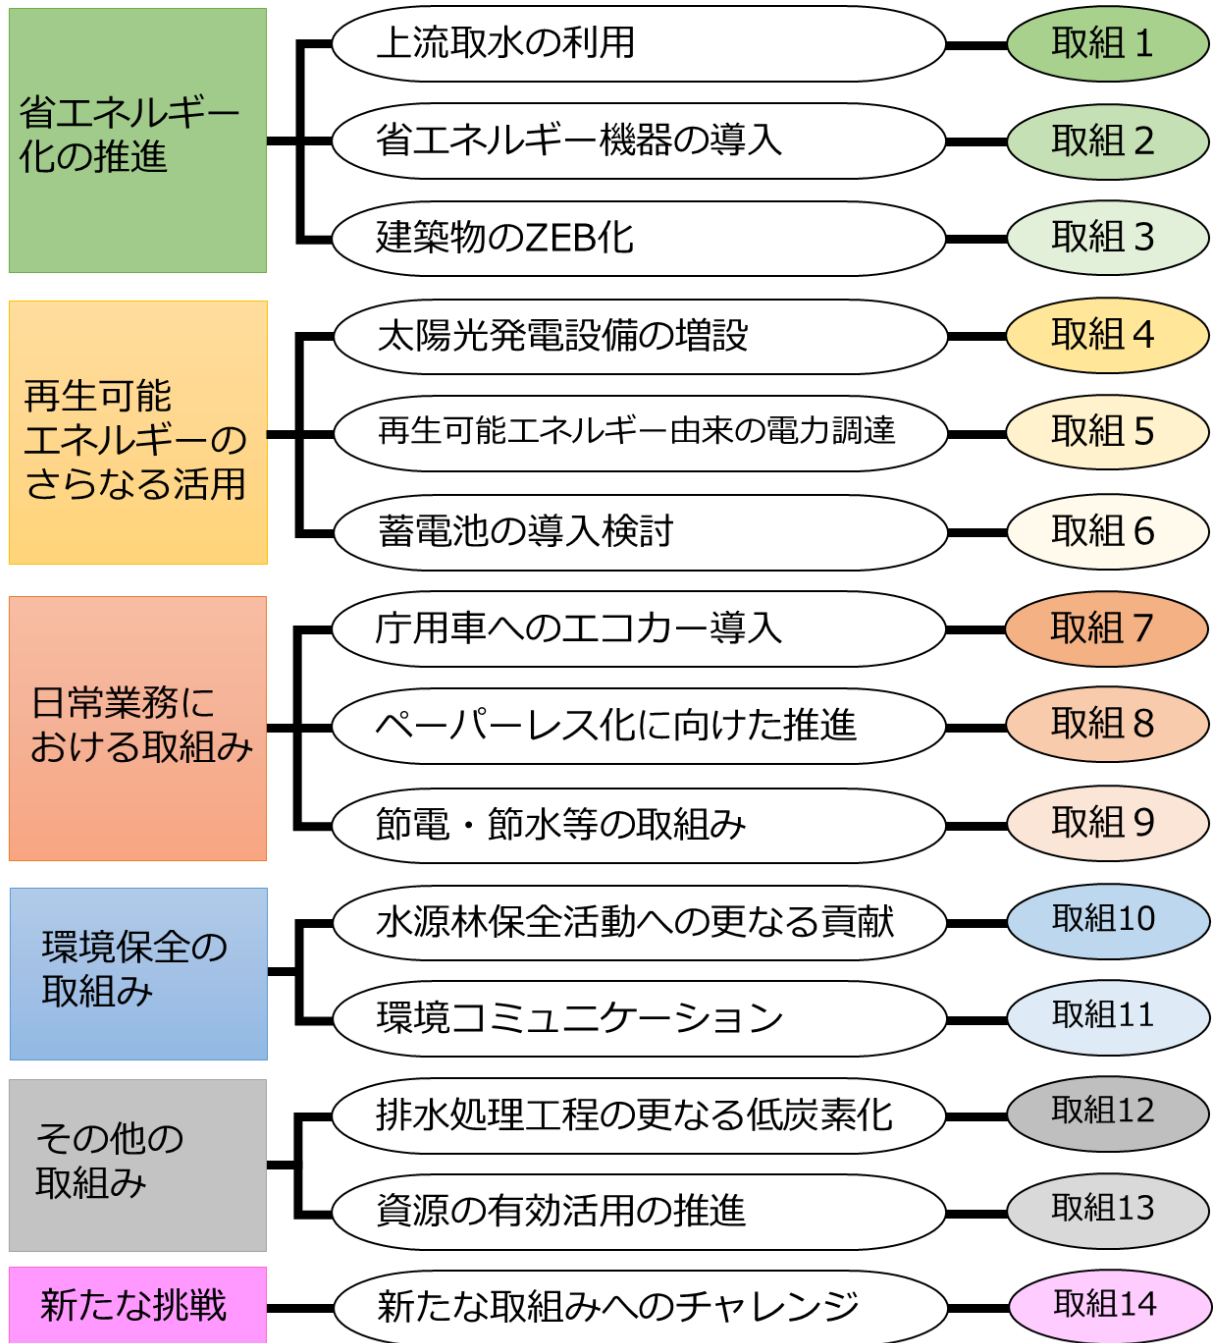 省エネルギー
化の推進
上流取水の利用
取組１
省エネルギー機器の導入
取組２
建築物のZEB化
取組３
再生可能
エネルギーの
さらなる活用
太陽光発電設備の増設
取組４
再生可能エネルギー由来の電力調達
取組５
蓄電池の導入検討
取組６
日常業務に
おける取組み
庁用車へのエコカー導入
取組７
ペーパーレス化に向けた推進
取組８
節電・節水等の取組み
取組９
環境保全の
取組み
水源林保全活動への更なる貢献
取組10
環境コミュニケーション
取組11
その他の
取組み
排水処理工程の更なる低炭素化
取組12
資源の有効活用の推進
取組13
新たな挑戦
新たな取組みへのチャレンジ
取組14